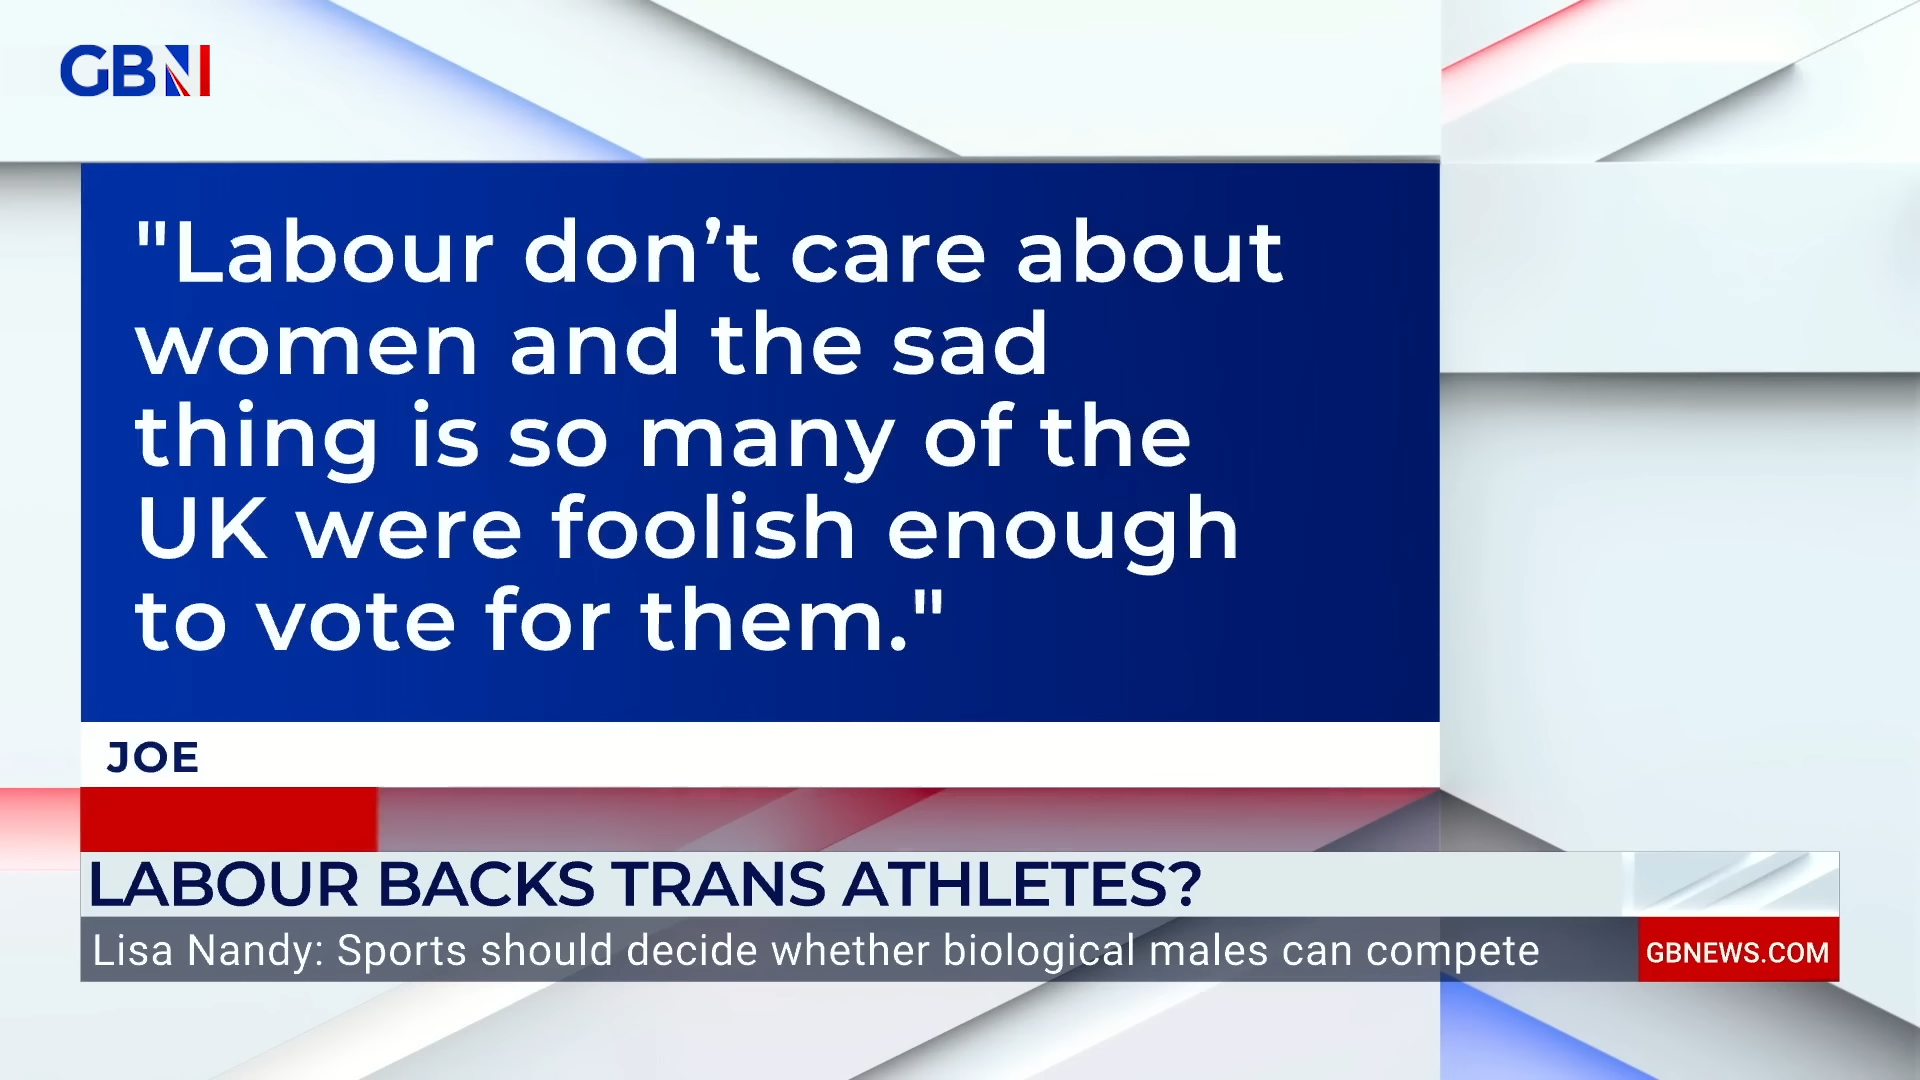 GBN
"Labour don’t care about
women and the sad
thing is so many of the
UK were foolish enough
to vote for them."
JOE
LABOUR BACKS TRANS ATHLETES?
Lisa Nandy: Sports should decide whether biological males can compete
GBNEWS.COM